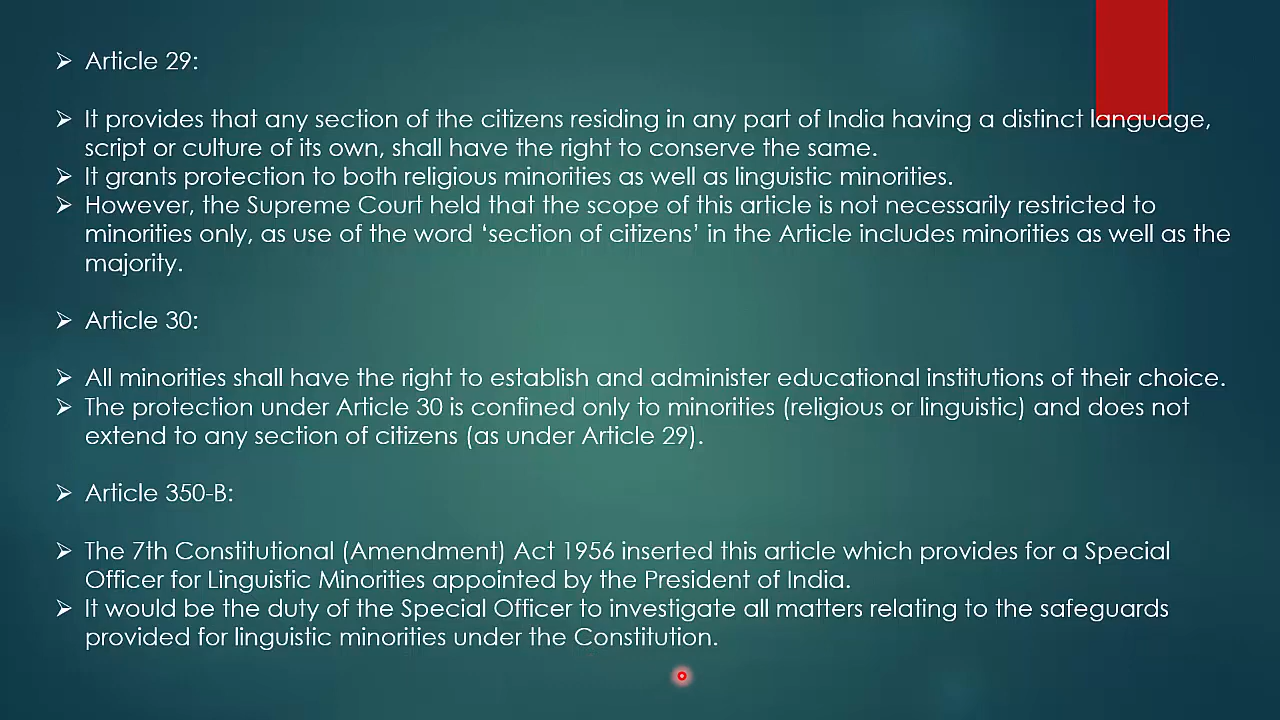 ➢ Article 29:
➢ It provides that any section of the citizens residing in any part of India having a distinct language,
script or culture of its own, shall have the right to conserve the same.
➢ It grants protection to both religious minorities as well as linguistic minorities.
➢ However, the Supreme Court held that the scope of this article is not necessarily restricted to
minorities only, as use of the word ‘section of citizens’ in the Article includes minorities as well as the
majority.
➢ Article 30:
➢ All minorities shall have the right to establish and administer educational institutions of their choice.
➢ The protection under Article 30 is confined only to minorities (religious or linguistic) and does not
extend to any section of citizens (as under Article 29).
➢ Article 350-B:
➢ The 7th Constitutional (Amendment) Act 1956 inserted this article which provides for a Special
Officer for Linguistic Minorities appointed by the President of India.
➢ It would be the duty of the Special Officer to investigate all matters relating to the safeguards
provided for linguistic minorities under the Constitution.